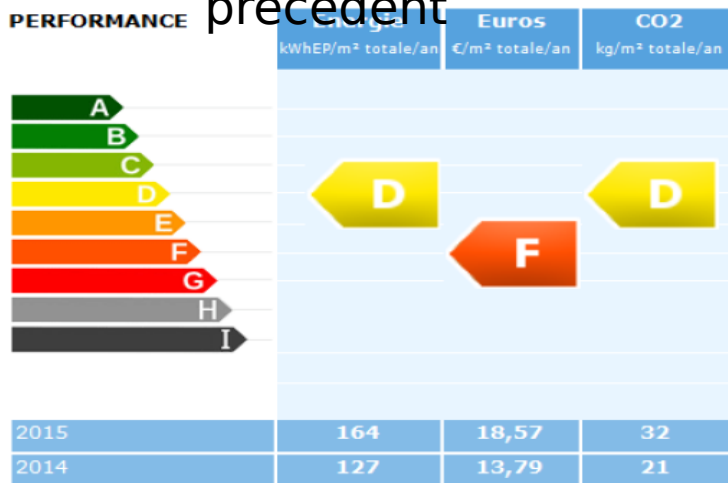 précédent
PERFORMANCE Energie Euros CO2
kWhEP/m² totale/an €/m² totale/an kg/m² totale/an
A
B
C
D D D
E
F F
G
H
I
2015 164 18,57 32
2014 127 13,79 21